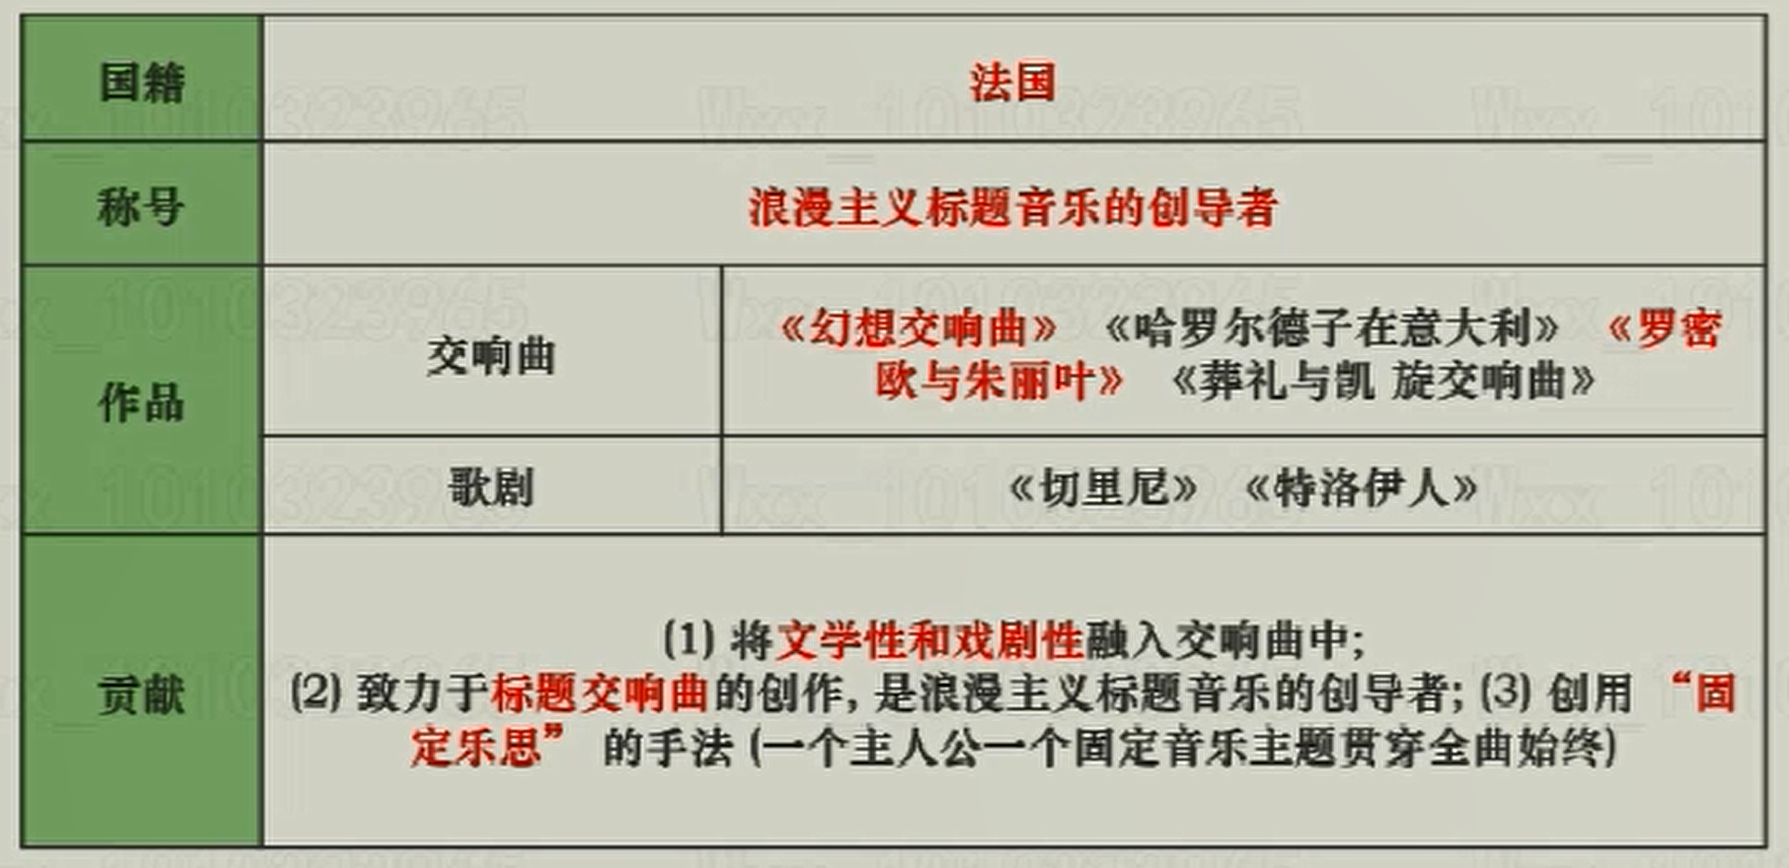 国籍
法国
称号
浪漫主义标题音乐的创导者
作品
交响曲
《幻想交响曲》 《哈罗尔德子在意大利》 《罗密
欧与朱丽叶》 《葬礼与凯 旋交响曲》
歌剧
《切里尼》 《特洛伊人》
贡献
(1) 将文学性和戏剧性融入交响曲中;
(2) 致力于标题交响曲的创作, 是浪漫主义标题音乐的创导者; (3) 创用 “固
定乐思” 的手法 (一个主人公一个固定音乐主题贯穿全曲始终)
Wxx_1010323965